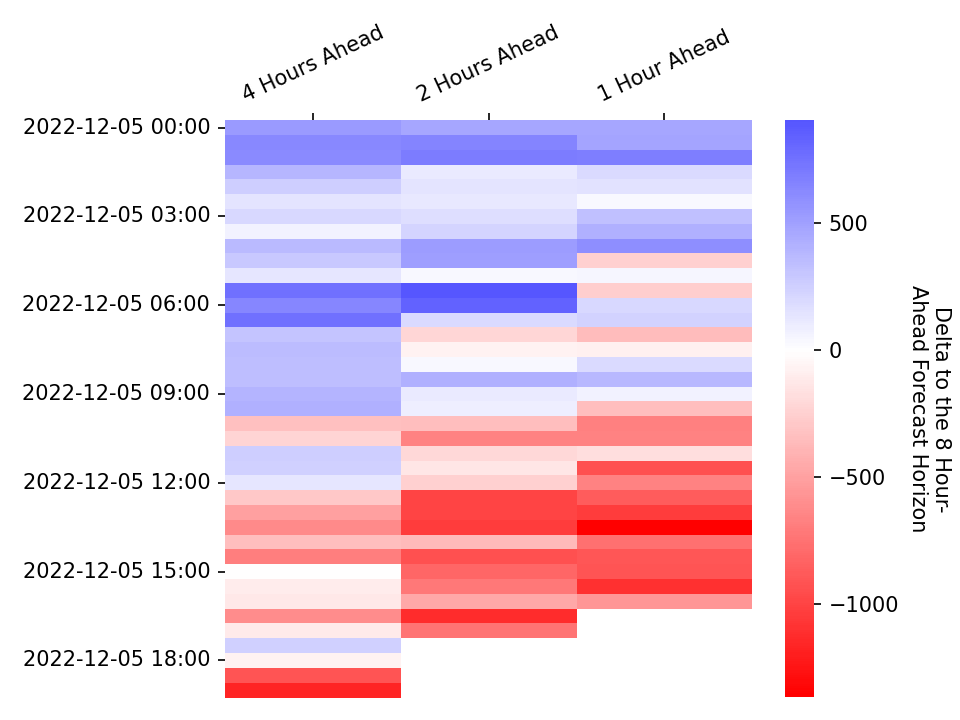 4 Hours Ahead
2 Hours Ahead
1 Hour Ahead
2022-12-05 00:00
2022-12-05 03:00
2022-12-05 06:00
2022-12-05 09:00
2022-12-05 12:00
2022-12-05 15:00
2022-12-05 18:00
500
0
−500
−1000
Delta to the 8 Hour-
Ahead Forecast Horizon